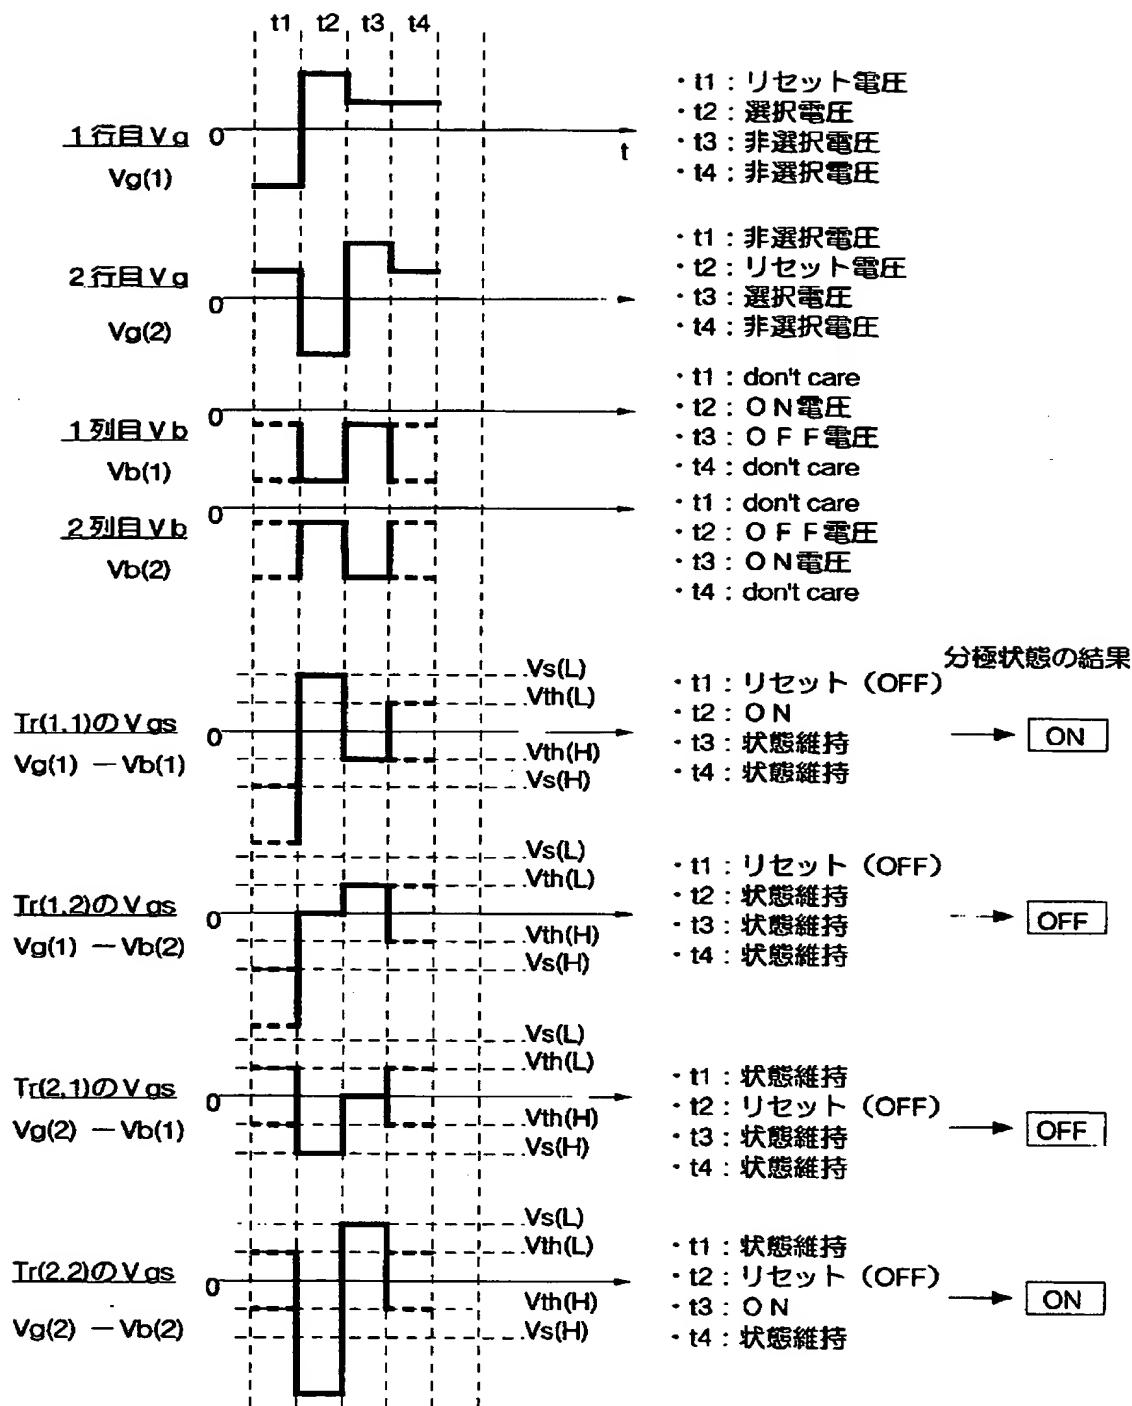 t1 t2 t3 t4
1行目Vg 0
Vg(1)
t
・t1：リセット電圧
・t2：選択電圧
・t3：非選択電圧
・t4：非選択電圧
2行目Vg 0
Vg(2)
・t1：非選択電圧
・t2：リセット電圧
・t3：選択電圧
・t4：非選択電圧
1列目Vb 0
Vb(1)
・t1：don't care
・t2：ON電圧
・t3：OFF電圧
・t4：don't care
2列目Vb 0
Vb(2)
・t1：don't care
・t2：OFF電圧
・t3：ON電圧
・t4：don't care
分極状態の結果
Tr(1,1)のVgs 0
Vg(1) －Vb(1)
Vs(L)
Vth(L)
Vth(H)
Vs(H)
・t1：リセット（OFF）
・t2：ON
・t3：状態維持
・t4：状態維持
ON
Tr(1,2)のVgs 0
Vg(1) －Vb(2)
Vs(L)
Vth(L)
Vth(H)
Vs(H)
・t1：リセット（OFF）
・t2：状態維持
・t3：状態維持
・t4：状態維持
OFF
Tr(2,1)のVgs 0
Vg(2) －Vb(1)
Vs(L)
Vth(L)
Vth(H)
Vs(H)
・t1：状態維持
・t2：リセット（OFF）
・t3：状態維持
・t4：状態維持
OFF
Tr(2,2)のVgs 0
Vg(2) －Vb(2)
Vs(L)
Vth(L)
Vth(H)
Vs(H)
・t1：状態維持
・t2：リセット（OFF）
・t3：ON
・t4：状態維持
ON